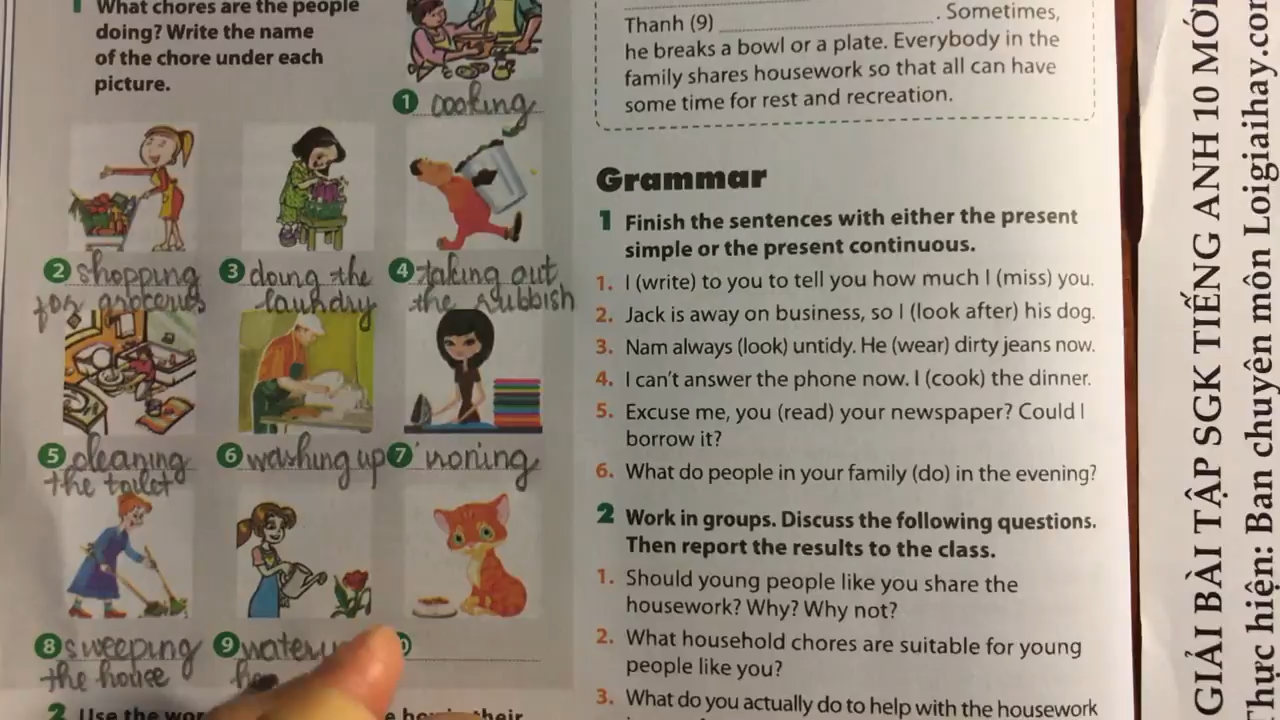 1 What chores are the people
doing? Write the name
of the chore under each
picture.
1 cooking
2 shopping
for groceries
3 doing the
laundry
4 taking out
the rubbish
5 cleaning
the toilet
6 washing up
7 ironing
8 sweeping
the house
9
2 Use the
Thanh (9) ____________. Sometimes,
he breaks a bowl or a plate. Everybody in the
family shares housework so that all can have
some time for rest and recreation.
Grammar
1 Finish the sentences with either the present
simple or the present continuous.
1. I (write) to you to tell you how much I (miss) you.
2. Jack is away on business, so I (look after) his dog.
3. Nam always (look) untidy. He (wear) dirty jeans now.
4. I can't answer the phone now. I (cook) the dinner.
5. Excuse me, you (read) your newspaper? Could I
borrow it?
6. What do people in your family (do) in the evening?
2 Work in groups. Discuss the following questions.
Then report the results to the class.
1. Should young people like you share the
housework? Why? Why not?
2. What household chores are suitable for young
people like you?
3. What do you actually do to help with the housework
GIẢI BÀI TẬP SGK TIẾNG ANH 10 MỚI
Thực hiện: Ban chuyên môn Loigiaihay.com